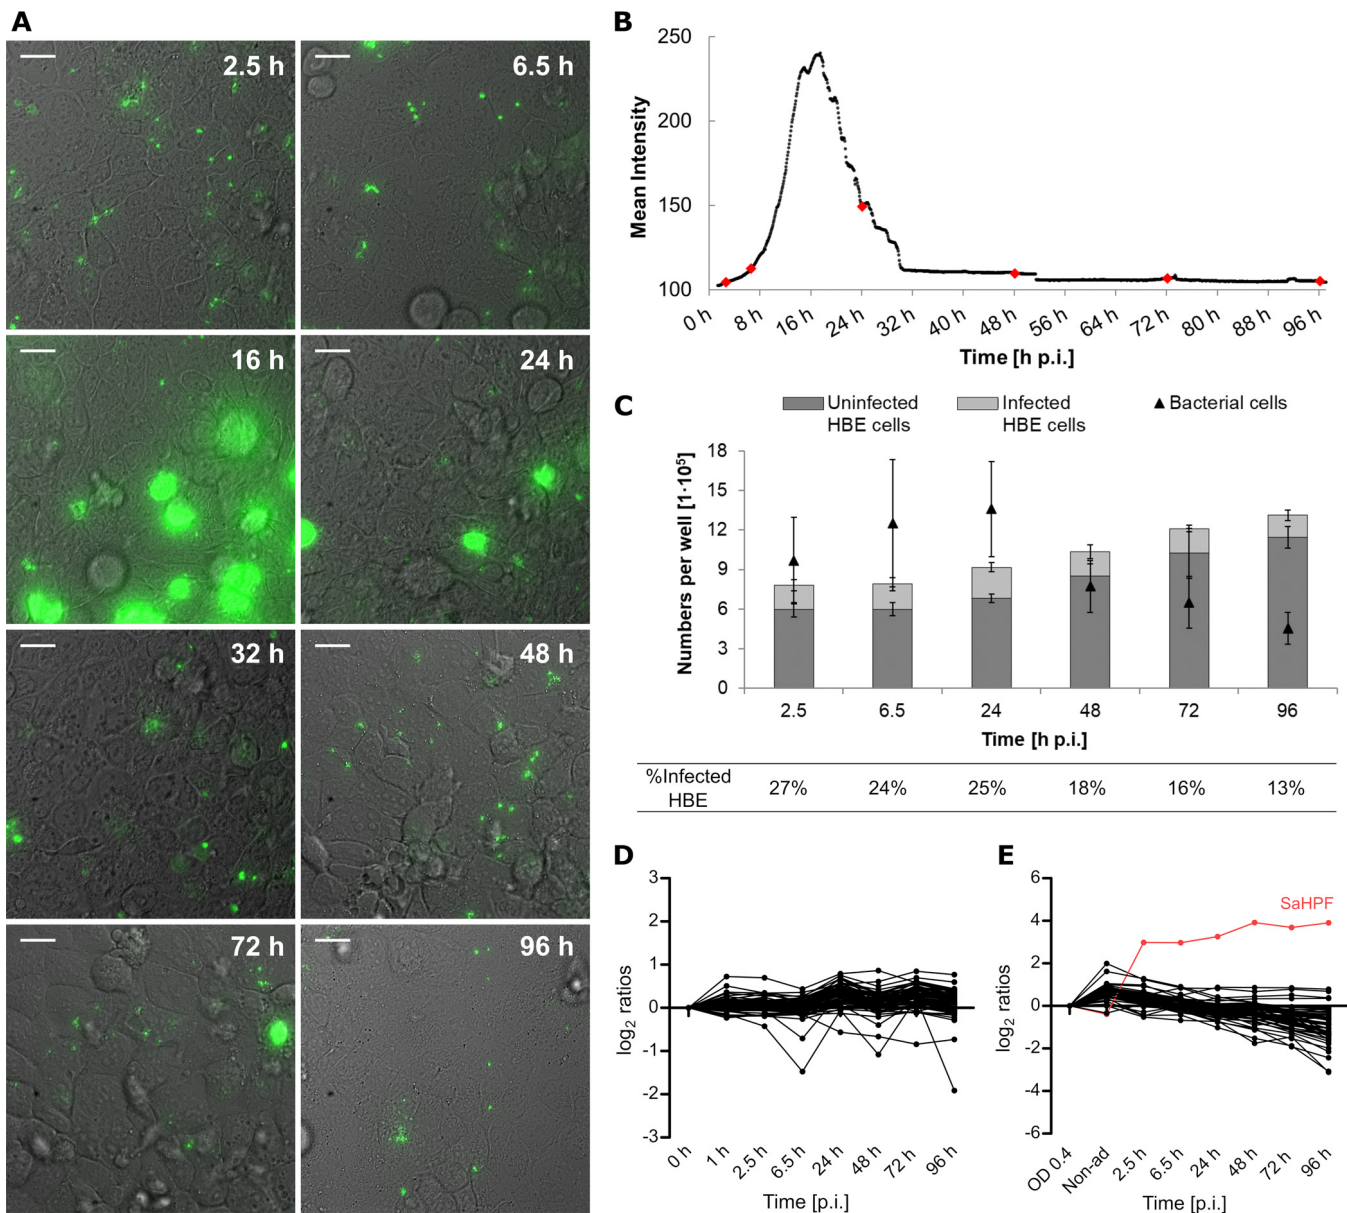 A
2.5 h
6.5 h
16 h
24 h
32 h
48 h
72 h
96 h
B
Mean Intensity
250
200
150
100
0 h
8 h
16 h
24 h
32 h
40 h
48 h
56 h
64 h
72 h
80 h
88 h
96 h
Time [h p.i.]
C
Uninfected
HBE cells
Infected
HBE cells
Bacterial cells
Numbers per well [1·10⁵]
18
15
12
9
6
3
0
2.5
6.5
24
48
72
96
Time [h p.i.]
%Infected
HBE
27%
24%
25%
18%
16%
13%
D
log₂ ratios
3
2
1
0
-1
-2
-3
0 h
1 h
2.5 h
6.5 h
24 h
48 h
72 h
96 h
Time [p.i.]
E
log₂ ratios
6
4
2
0
-2
-4
-6
SaHPF
OD 0.4
Non-ad
2.5 h
6.5 h
24 h
48 h
72 h
96 h
Time [p.i.]